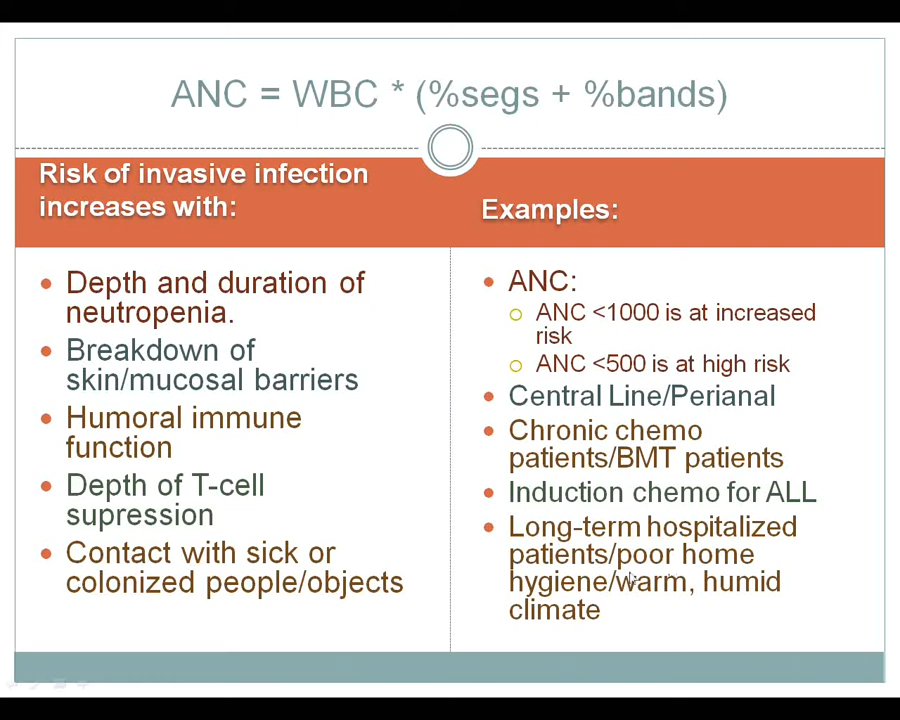 ANC = WBC * (%segs + %bands)
Risk of invasive infection
increases with:
Examples:
Depth and duration of
neutropenia.
Breakdown of
skin/mucosal barriers
Humoral immune
function
Depth of T-cell
supression
Contact with sick or
colonized people/objects
ANC:
ANC <1000 is at increased
risk
ANC <500 is at high risk
Central Line/Perianal
Chronic chemo
patients/BMT patients
Induction chemo for ALL
Long-term hospitalized
patients/poor home
hygiene/warm, humid
climate